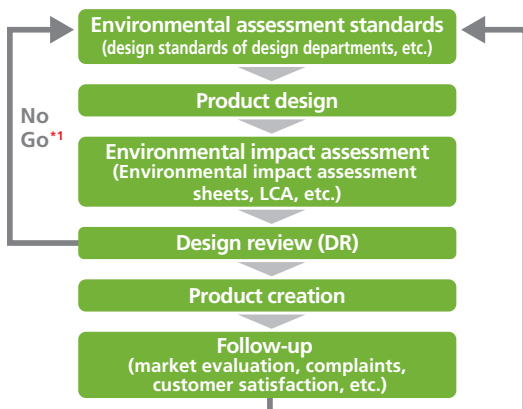 Environmental assessment standards
(design standards of design departments, etc.)
Product design
No
Go*1
Environmental impact assessment
(Environmental impact assessment
sheets, LCA, etc.)
Design review (DR)
Product creation
Follow-up
(market evaluation, complaints,
customer satisfaction, etc.)